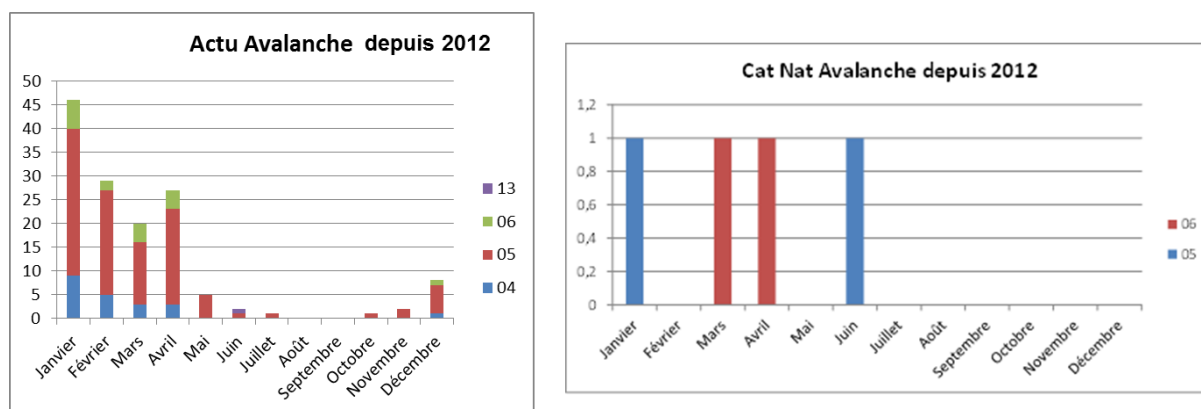 Actu Avalanche depuis 2012
50
45
40
35
30
25
20
15
10
5
0
Janvier
Février
Mars
Avril
Mai
Juin
Juillet
Août
Septembre
Octobre
Novembre
Décembre
13
06
05
04
Cat Nat Avalanche depuis 2012
1,2
1
0,8
0,6
0,4
0,2
0
Janvier
Février
Mars
Avril
Mai
Juin
Juillet
Août
Septembre
Octobre
Novembre
Décembre
06
05